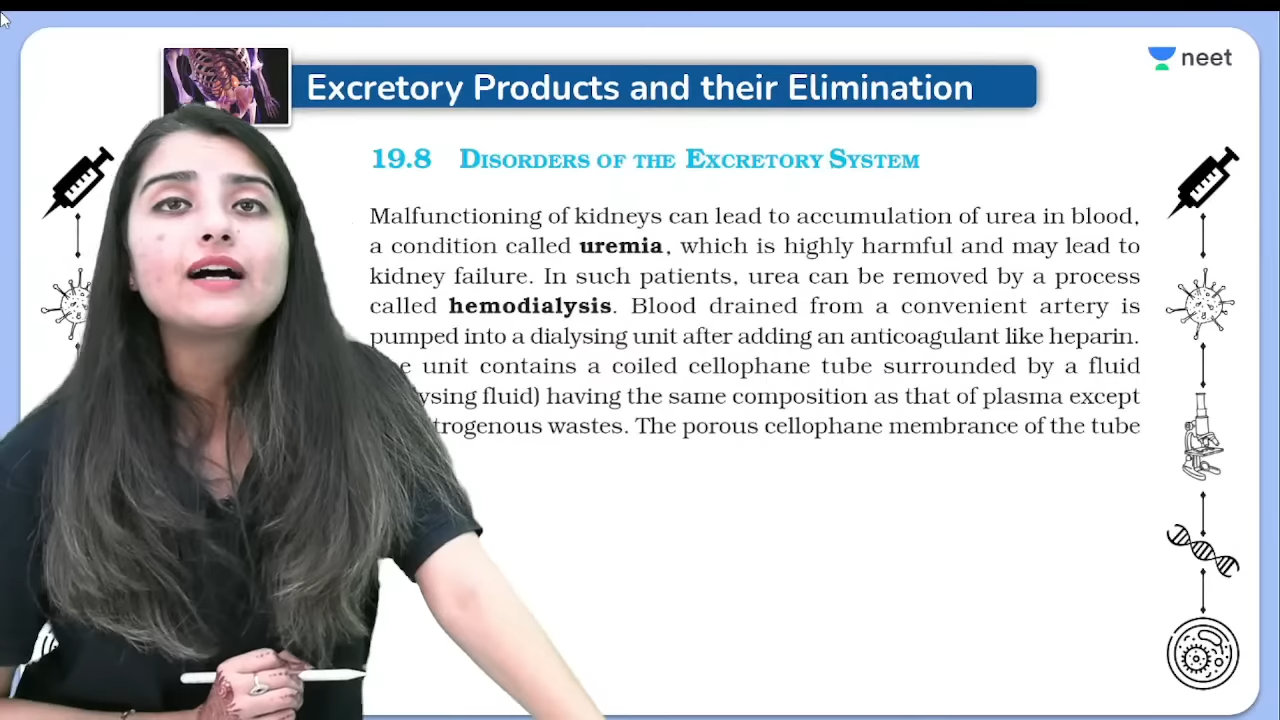 neet
Excretory Products and their Elimination
19.8 DISORDERS OF THE EXCRETORY SYSTEM
Malfunctioning of kidneys can lead to accumulation of urea in blood,
a condition called uremia, which is highly harmful and may lead to
kidney failure. In such patients, urea can be removed by a process
called hemodialysis. Blood drained from a convenient artery is
pumped into a dialysing unit after adding an anticoagulant like heparin.
unit contains a coiled cellophane tube surrounded by a fluid
fluid) having the same composition as that of plasma except
wastes. The porous cellophane membrance of the tube